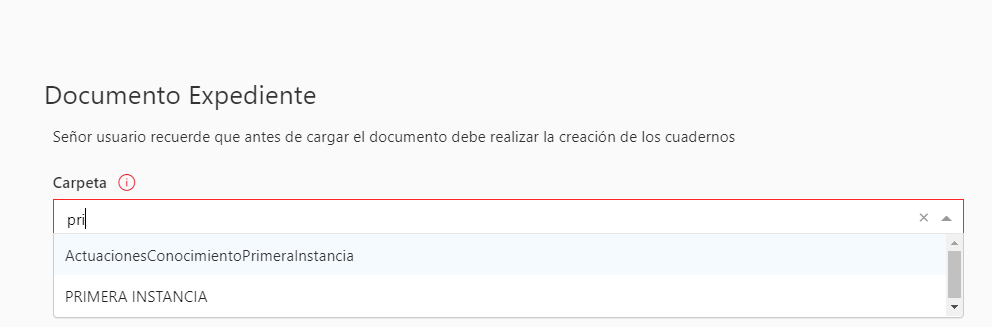 Documento Expediente
Señor usuario recuerde que antes de cargar el documento debe realizar la creación de los cuadernos
Carpeta
pri
ActuacionesConocimientoPrimeraInstancia
PRIMERA INSTANCIA